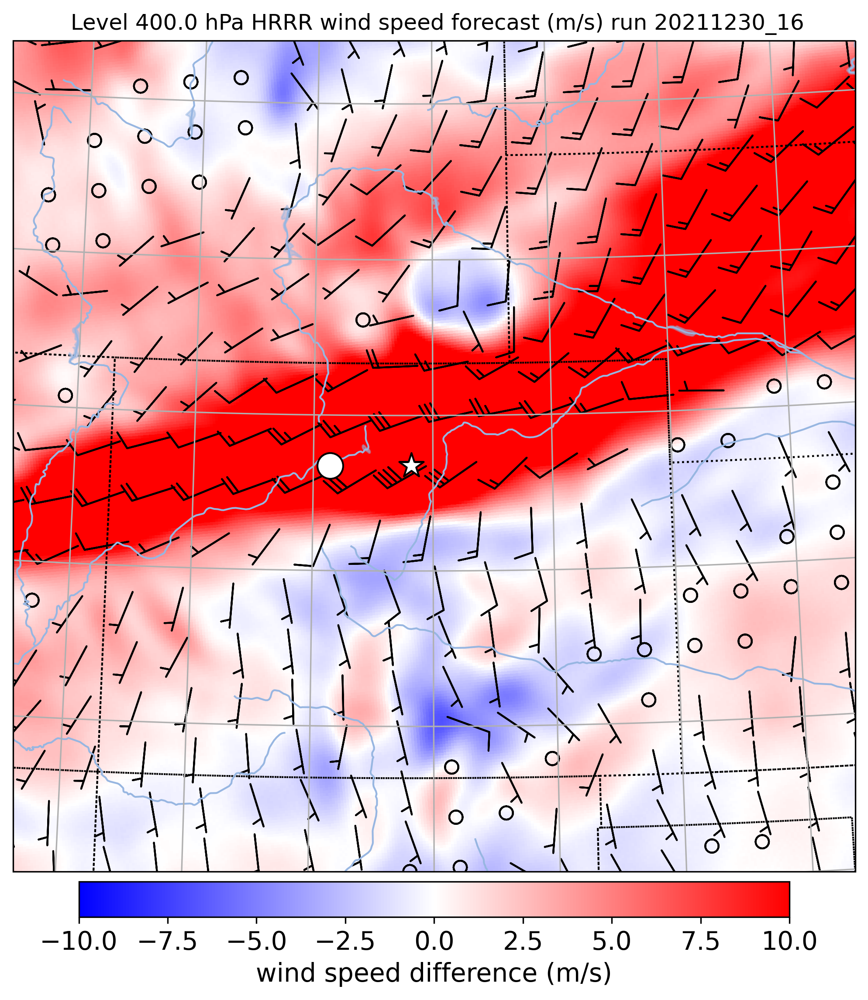 Level 400.0 hPa HRRR wind speed forecast (m/s) run 20211230_16
−10.0 −7.5 −5.0 −2.5 0.0 2.5 5.0 7.5 10.0
wind speed difference (m/s)